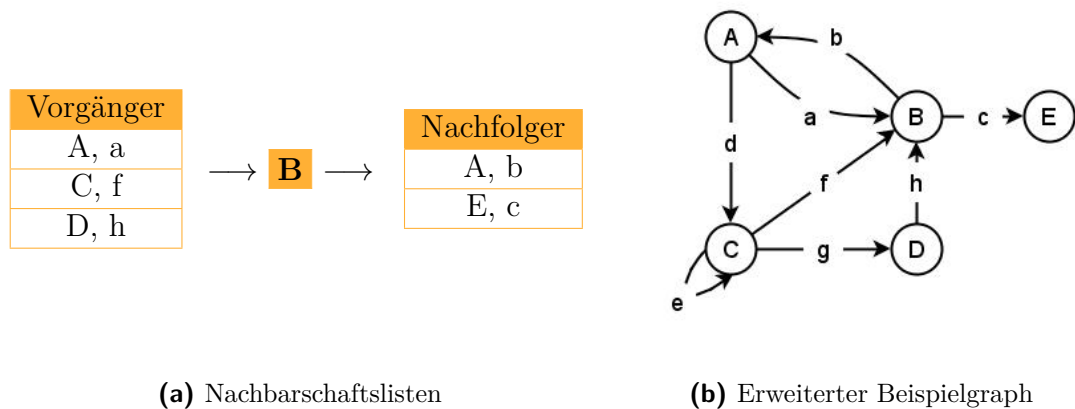 Vorgänger
A, a
C, f
D, h
⟶ B ⟶
Nachfolger
A, b
E, c
A
b
a
B
c
E
d
f
h
C
g
D
e
(a) Nachbarschaftslisten
(b) Erweiterter Beispielgraph